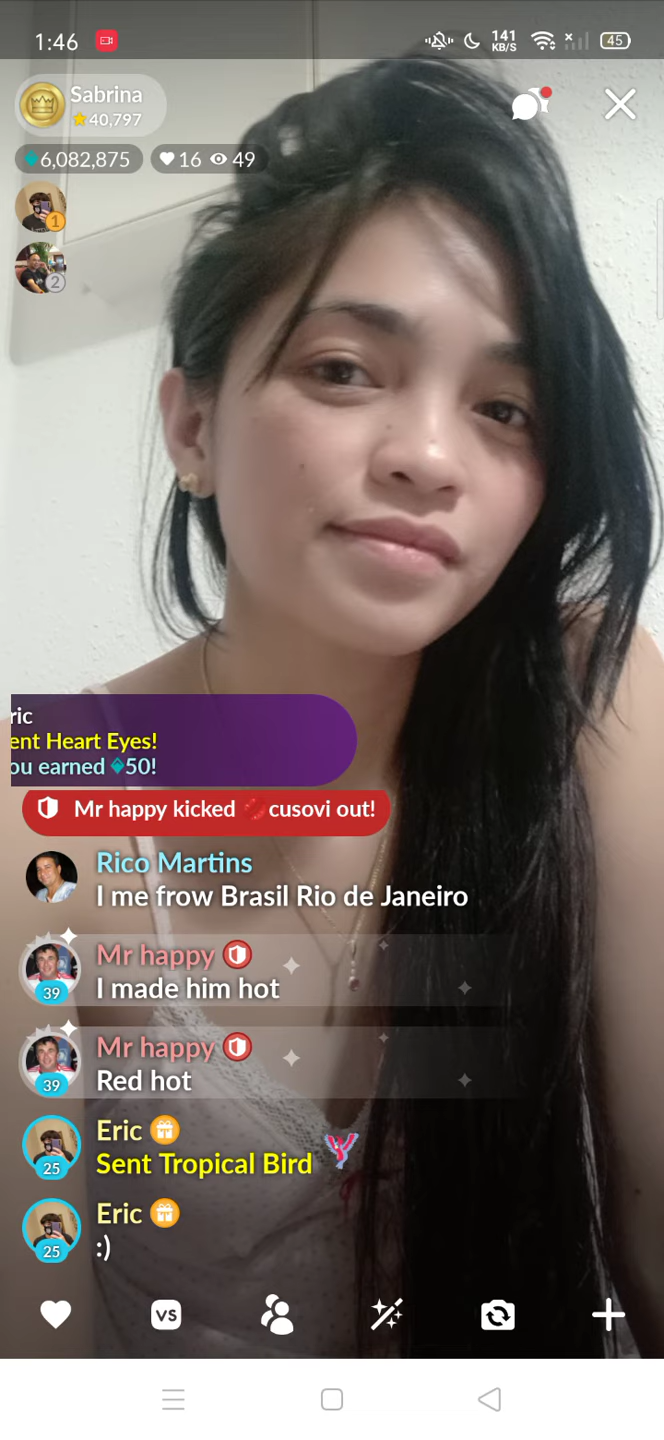 1:46
141
KB/S
45
Sabrina
40,797
6,082,875
16
49
1
2
ric
ent Heart Eyes!
ou earned 50!
Mr happy kicked 💋cusovi out!
Rico Martins
I me frow Brasil Rio de Janeiro
Mr happy
39
I made him hot
Mr happy
39
Red hot
Eric
25
Sent Tropical Bird
Eric
25
:)
VS